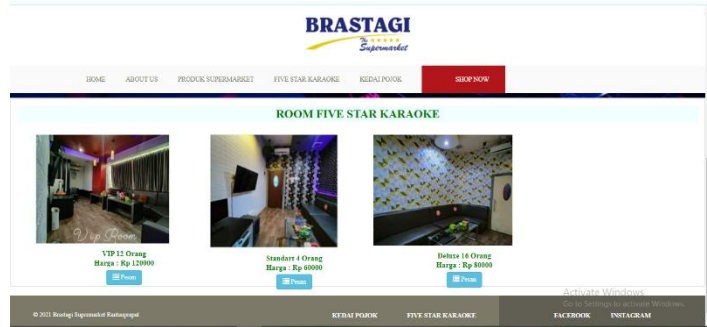 BRASTAGI
The
Supermarket
HOME ABOUT US PRODUK SUPERMARKET FIVE STAR KARAOKE KEDAI POJOK SHOP NOW
ROOM FIVE STAR KARAOKE
Vip Room
VIP 12 Orang
Harga : Rp 120000
Pesan
Standart 4 Orang
Harga : Rp 60000
Pesan
Deluxe 16 Orang
Harga : Rp 80000
Pesan
Activate Windows
Go to Settings to activate Windows.
© 2021 Brastagi Supermarket Rantauprapat KEDAI POJOK FIVE STAR KARAOKE FACEBOOK INSTAGRAM